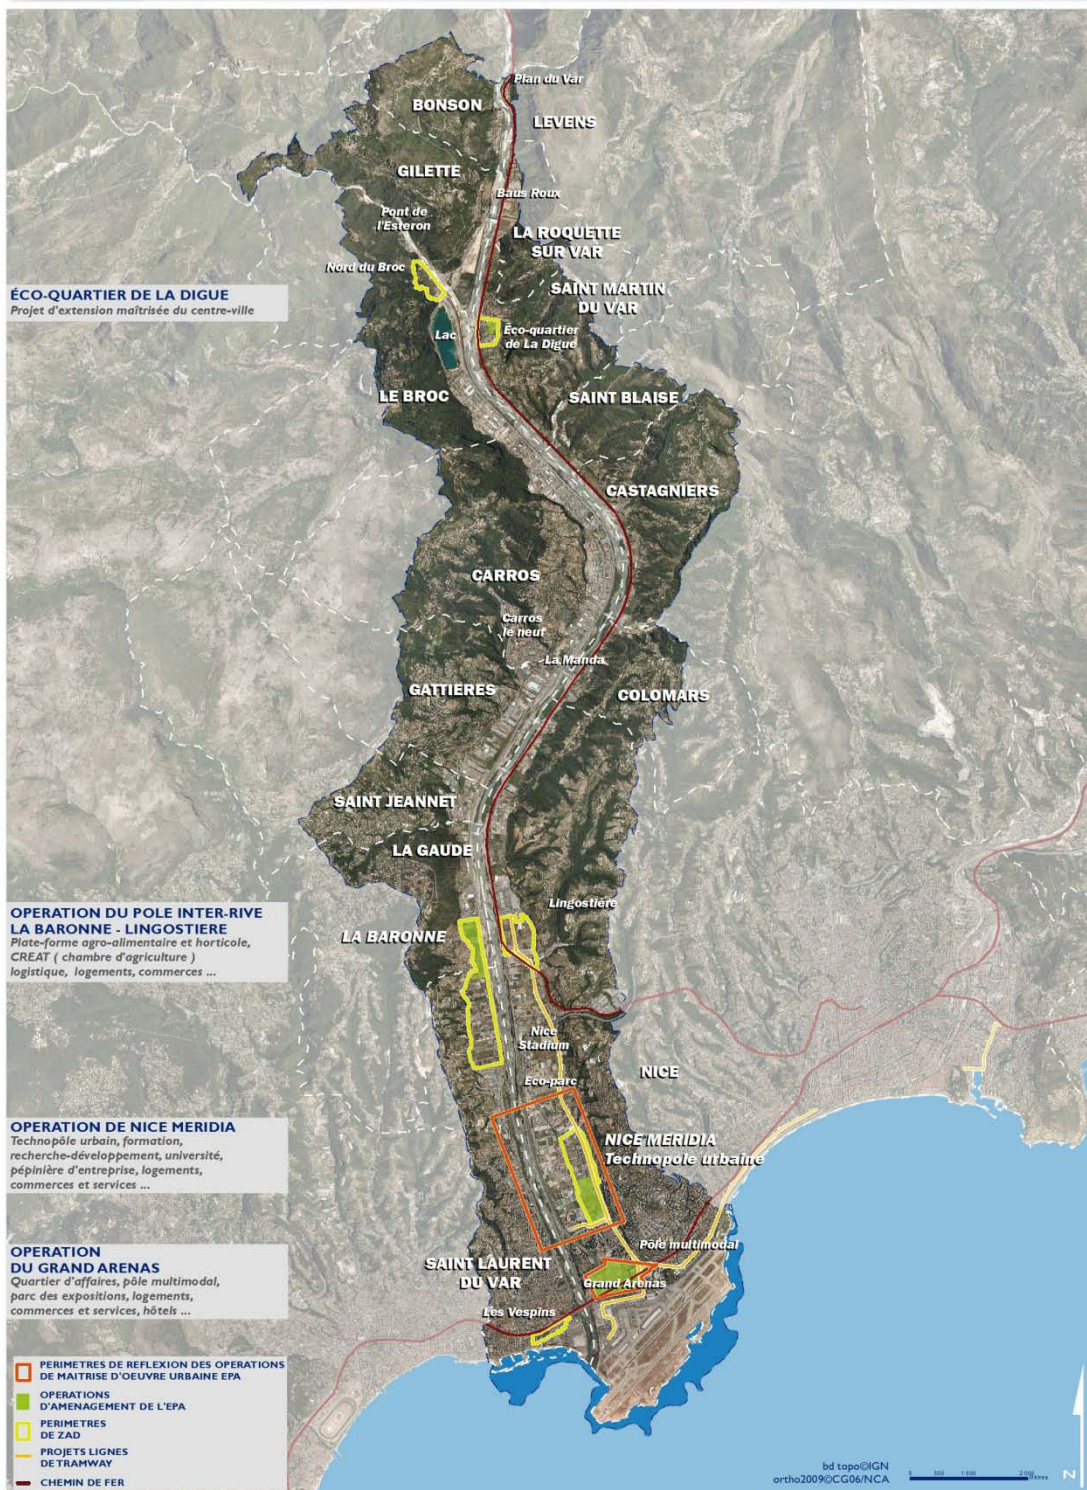 Plan du Var
BONSON
LEVENS
GILETTE
Baus Roux
Pont de
l'Esteron
LA ROQUETTE
SUR VAR
Nord du Broc
SAINT MARTIN
DU VAR
ÉCO-QUARTIER DE LA DIGUE
Projet d'extension maîtrisée du centre-ville
Lac
Éco-quartier
de La Digue
LE BROC
SAINT BLAISE
CASTAGNIERS
CARROS
Carros
le neuf
La Manda
GATTIERES
COLOMARS
SAINT JEANNET
LA GAUDE
Lingostière
OPERATION DU POLE INTER-RIVE
LA BARONNE - LINGOSTIERE
Plate-forme agro-alimentaire et horticole,
CREAT ( chambre d'agriculture )
logistique, logements, commerces ...
LA BARONNE
Nice
Stadium
NICE
Eco-parc
OPERATION DE NICE MERIDIA
Technopôle urbain, formation,
recherche-développement, université,
pépinière d'entreprise, logements,
commerces et services ...
NICE MERIDIA
Technopole urbaine
OPERATION
DU GRAND ARENAS
Quartier d'affaires, pôle multimodal,
parc des expositions, logements,
commerces et services, hôtels ...
Pôle multimodal
SAINT LAURENT
DU VAR
Grand Arenas
Les Vespins
PERIMETRES DE REFLEXION DES OPERATIONS
DE MAITRISE D'OEUVRE URBAINE EPA
OPERATIONS
D'AMENAGEMENT DE L'EPA
PERIMETRES
DE ZAD
PROJETS LIGNES
DE TRAMWAY
CHEMIN DE FER
bd topo©IGN
ortho2009©CG06/NCA
0 500 1 000
N